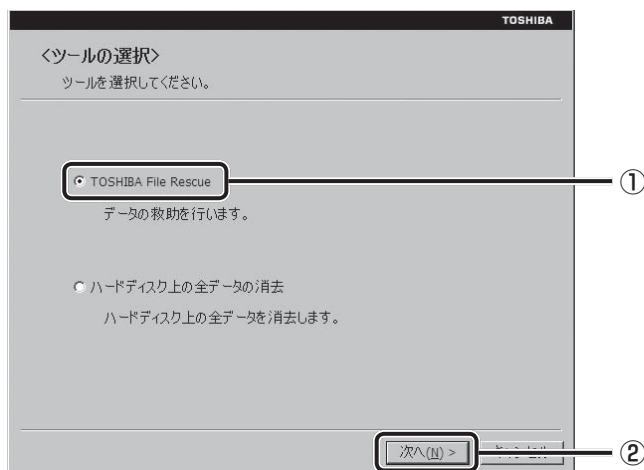 TOSHIBA
<ツールの選択>
ツールを選択してください。
TOSHIBA File Rescue
①
データの救助を行います。
ハードディスク上の全データの消去
ハードディスク上の全データを消去します。
次へ(N) >
②